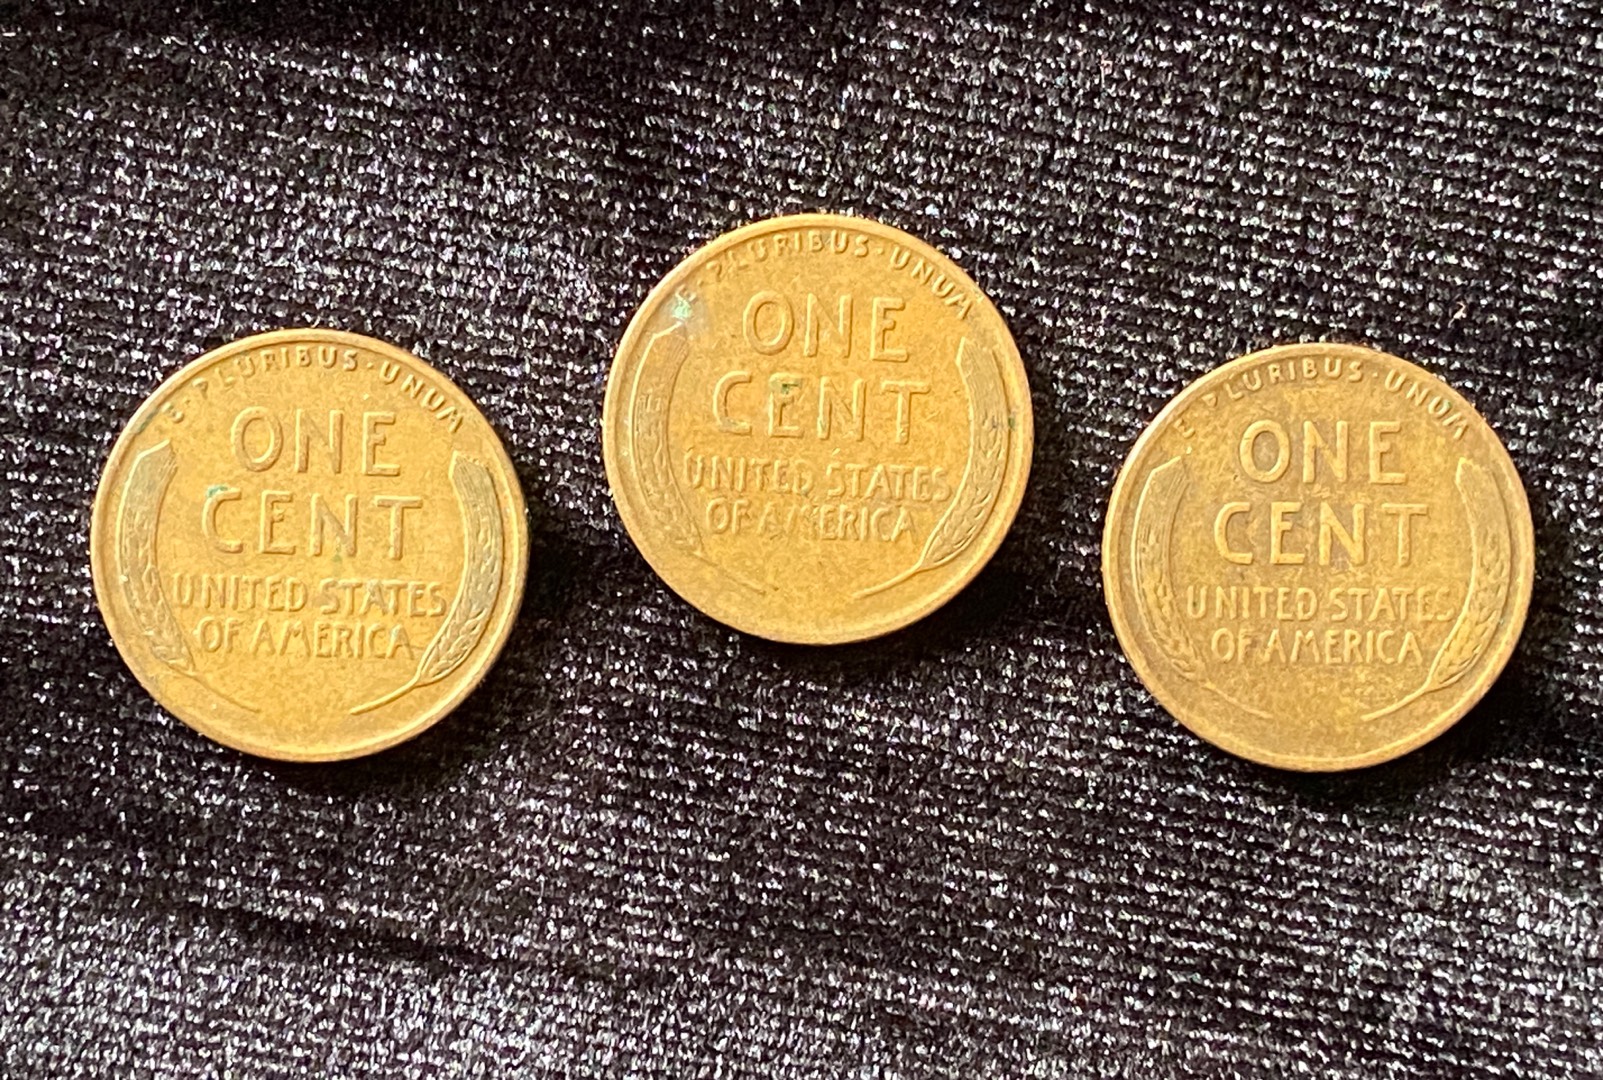 E·PLURIBUS·UNUM
ONE
CENT
UNITED STATES
OF AMERICA
E·PLURIBUS·UNUM
ONE
CENT
UNITED STATES
OF AMERICA
E·PLURIBUS·UNUM
ONE
CENT
UNITED STATES
OF AMERICA